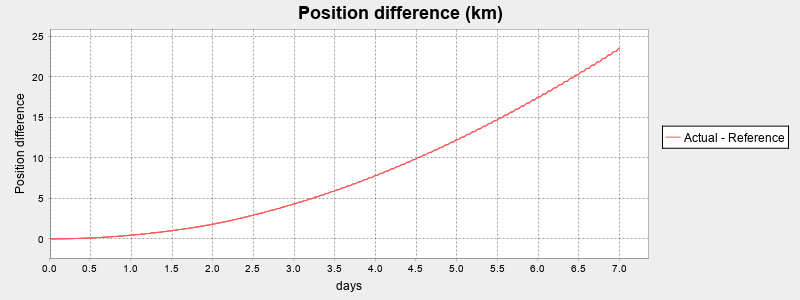 Position difference (km)
Position difference
25
20
15
10
5
0
0.0 0.5 1.0 1.5 2.0 2.5 3.0 3.5 4.0 4.5 5.0 5.5 6.0 6.5 7.0
days
Actual - Reference